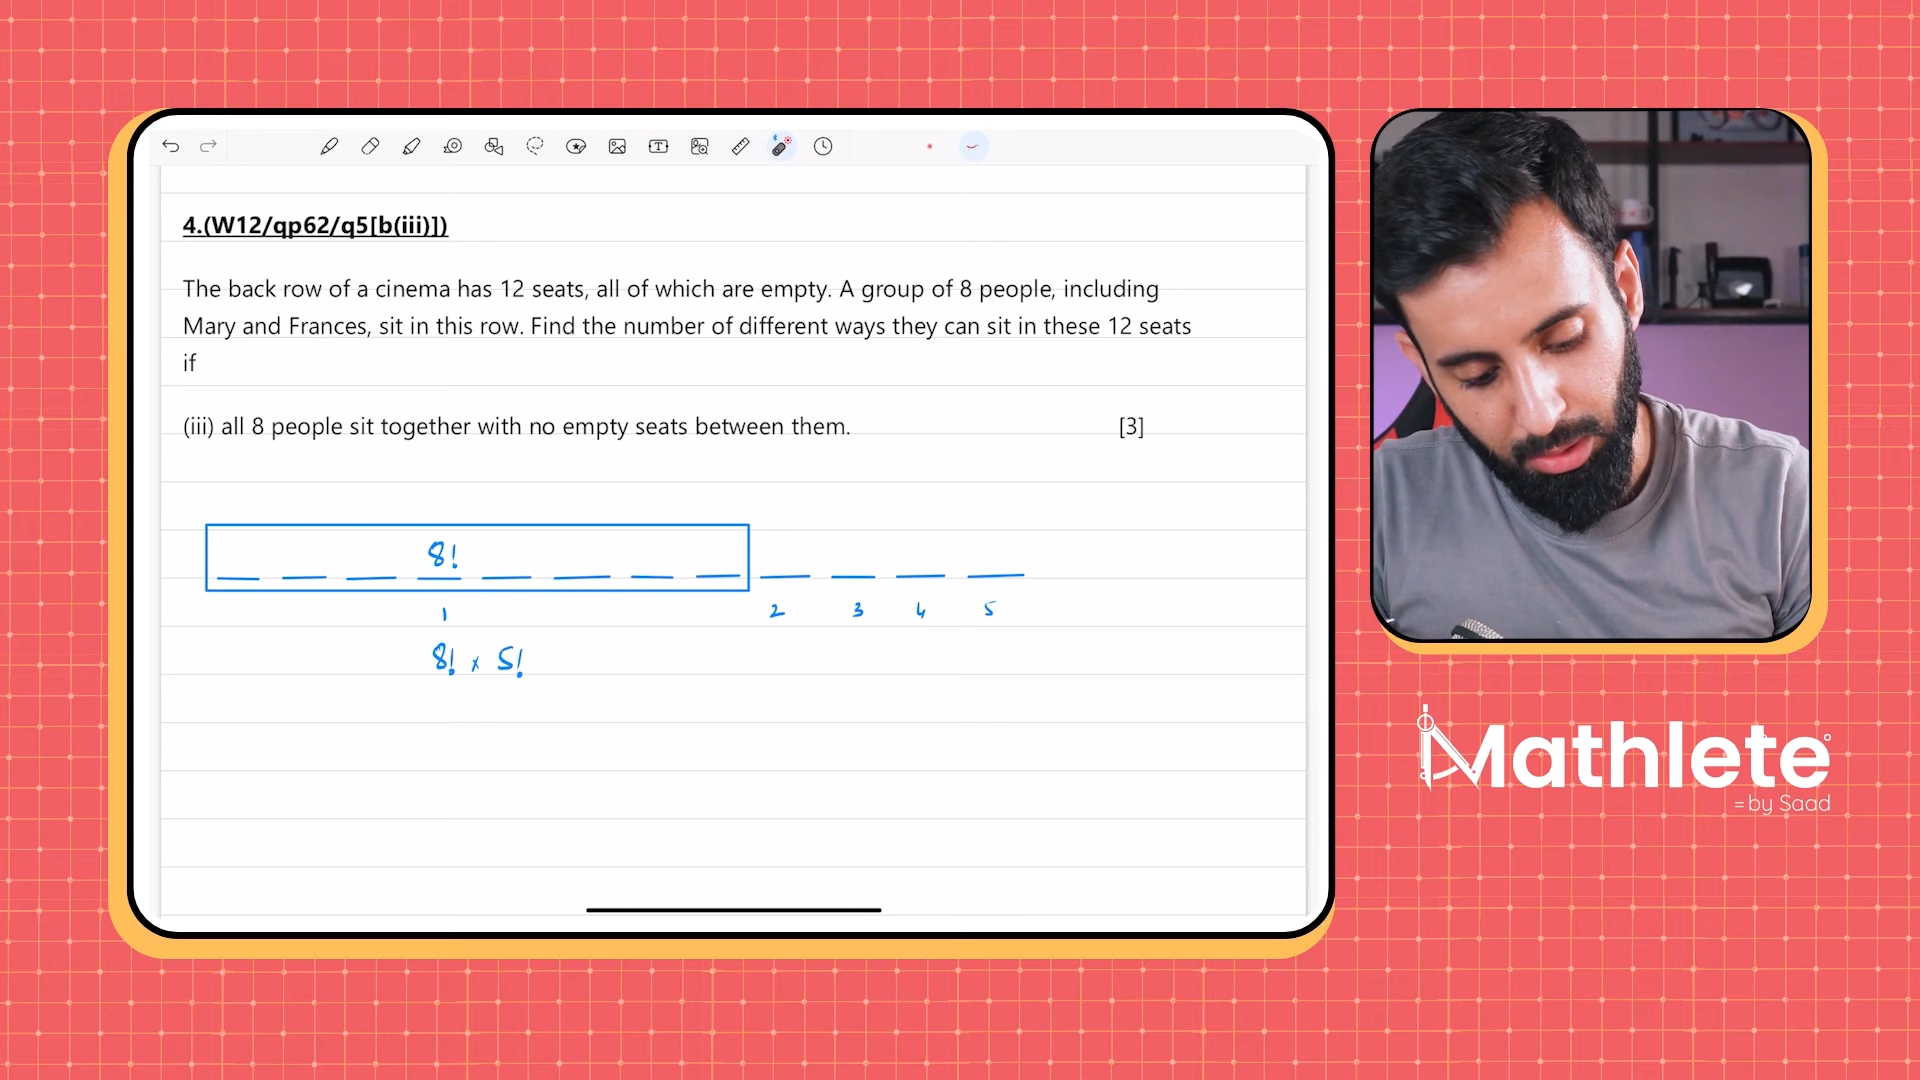 4.(W12/qp62/q5[b(iii)])
The back row of a cinema has 12 seats, all of which are empty. A group of 8 people, including
Mary and Frances, sit in this row. Find the number of different ways they can sit in these 12 seats
if
(iii) all 8 people sit together with no empty seats between them. [3]
8!
1 2 3 4 5
8! × 5!
Mathlete
=by Saad